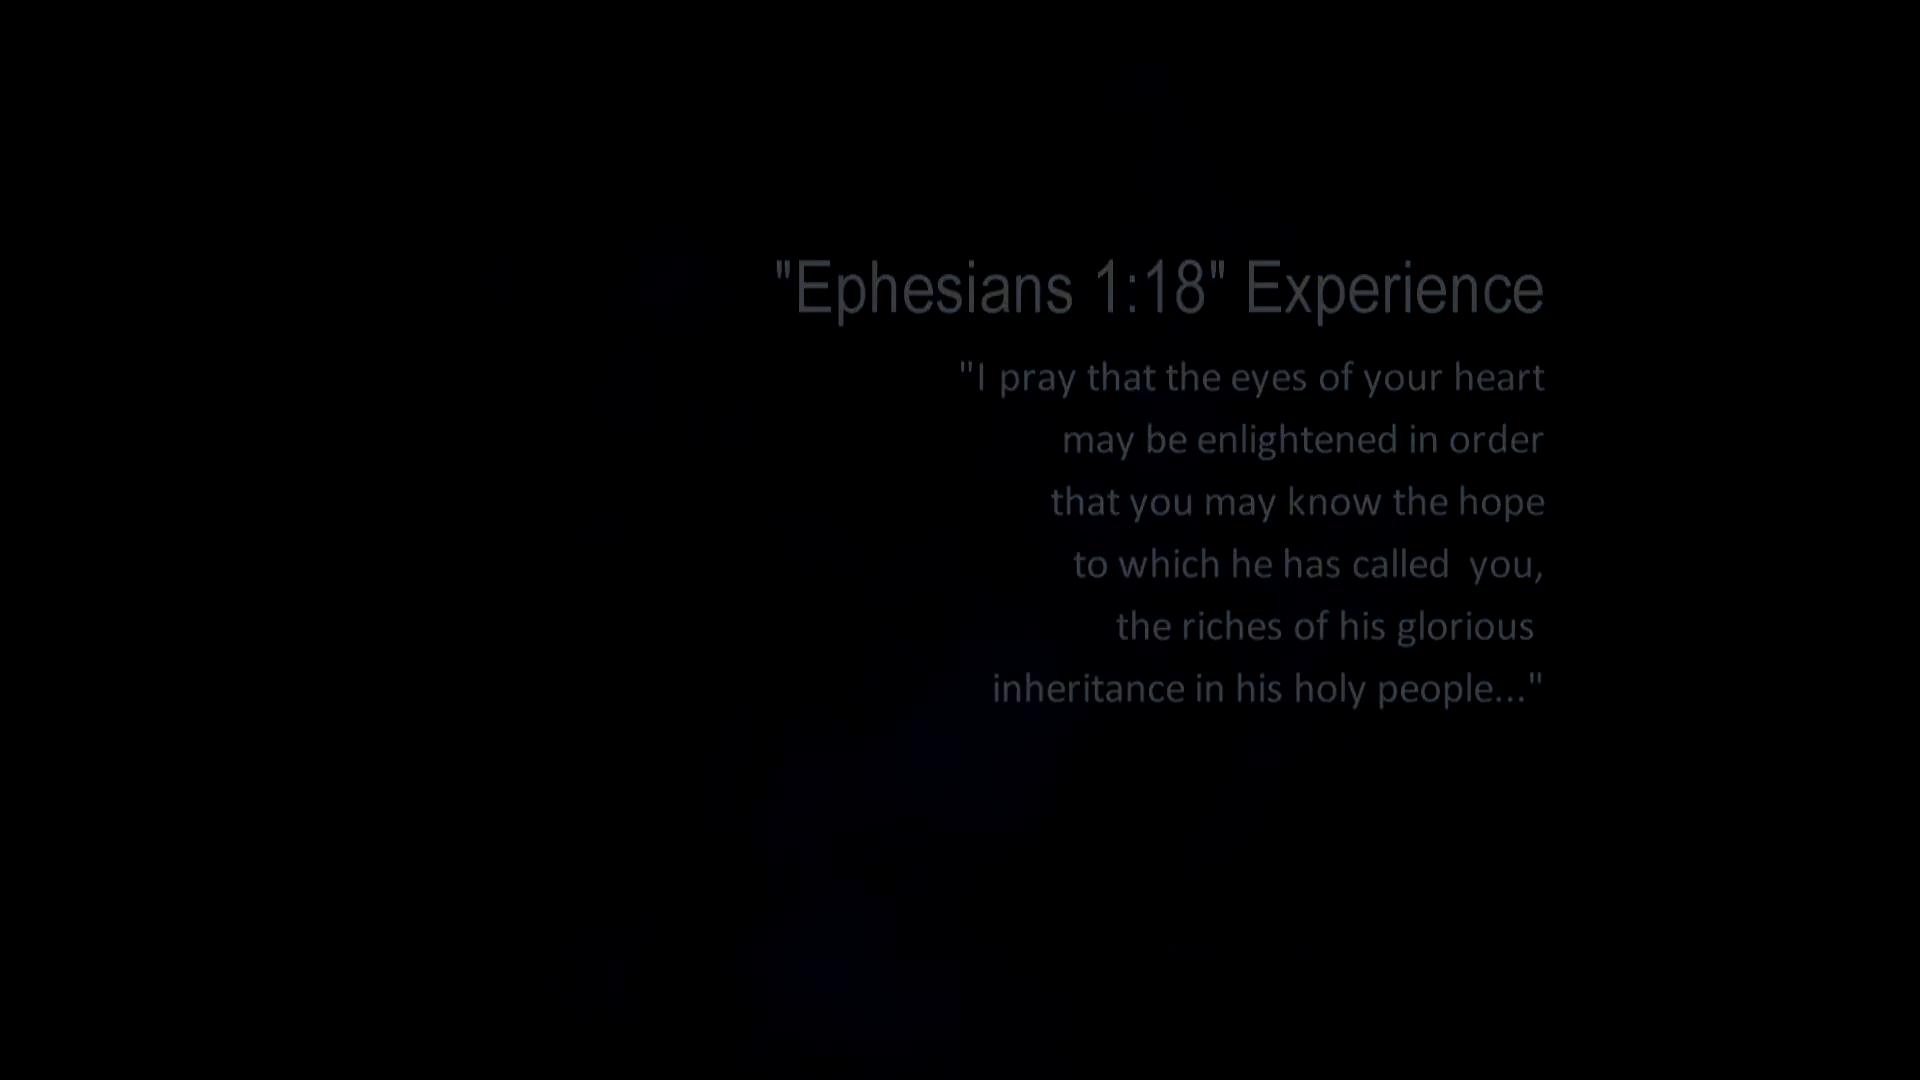 "Ephesians 1:18" Experience
"I pray that the eyes of your heart
may be enlightened in order
that you may know the hope
to which he has called  you,
the riches of his glorious
inheritance in his holy people..."